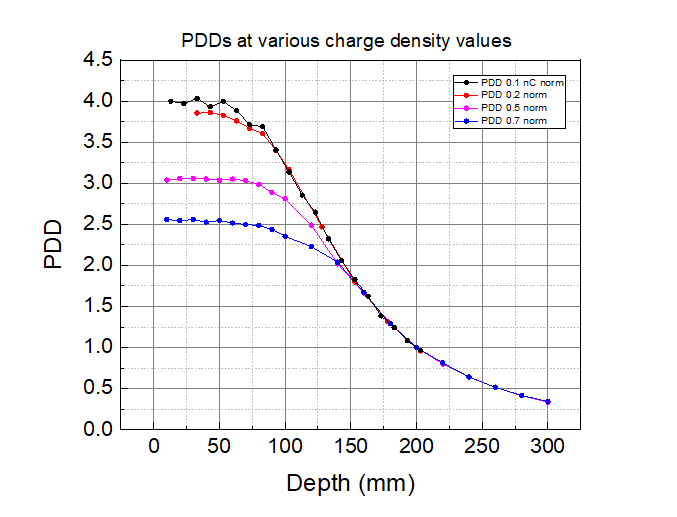 PDDs at various charge density values
4.5
4.0
3.5
3.0
2.5
2.0
1.5
1.0
0.5
0.0
PDD
PDD 0.1 nC norm
PDD 0.2 norm
PDD 0.5 norm
PDD 0.7 norm
0 50 100 150 200 250 300
Depth (mm)